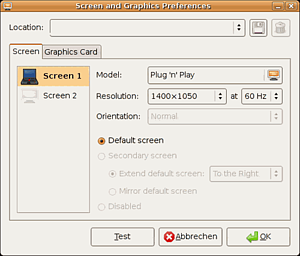 Screen and Graphics Preferences
Location:
Screen Graphics Card
Screen 1
Screen 2
Model: Plug 'n' Play
Resolution: 1400×1050 at 60 Hz
Orientation: Normal
Default screen
Secondary screen
Extend default screen: To the Right
Mirror default screen
Disabled
Test Abbrechen OK